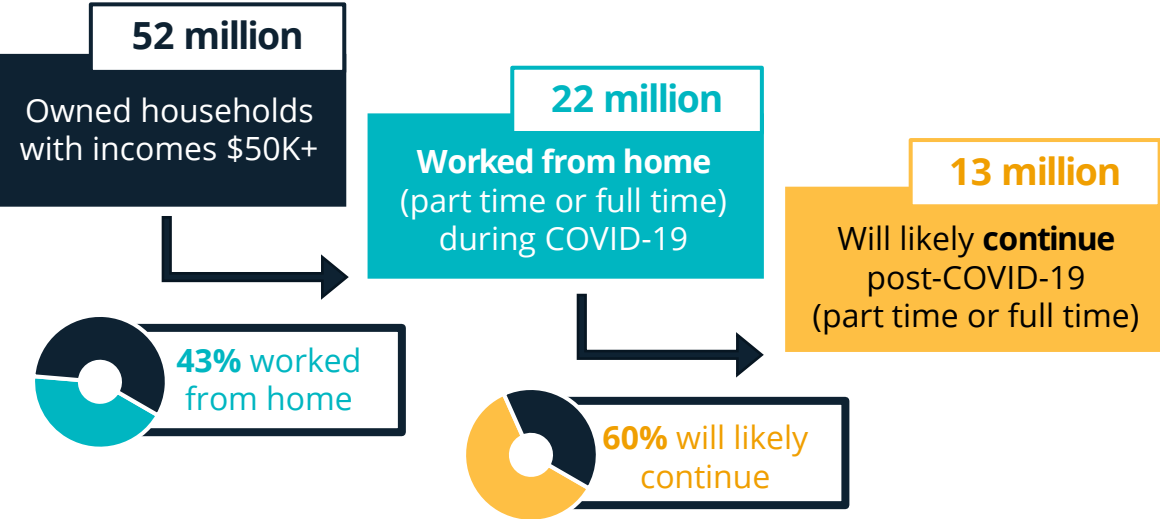 52 million
Owned households
with incomes $50K+
43% worked
from home
22 million
Worked from home
(part time or full time)
during COVID-19
60% will likely
continue
13 million
Will likely continue
post-COVID-19
(part time or full time)